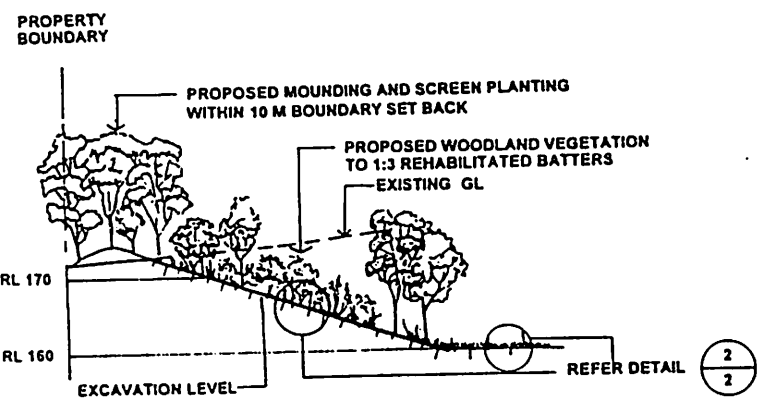 PROPERTY
BOUNDARY
PROPOSED MOUNDING AND SCREEN PLANTING
WITHIN 10 M BOUNDARY SET BACK
PROPOSED WOODLAND VEGETATION
TO 1:3 REHABILITATED BATTERS
EXISTING GL
RL 170
RL 160
EXCAVATION LEVEL
REFER DETAIL
2
2